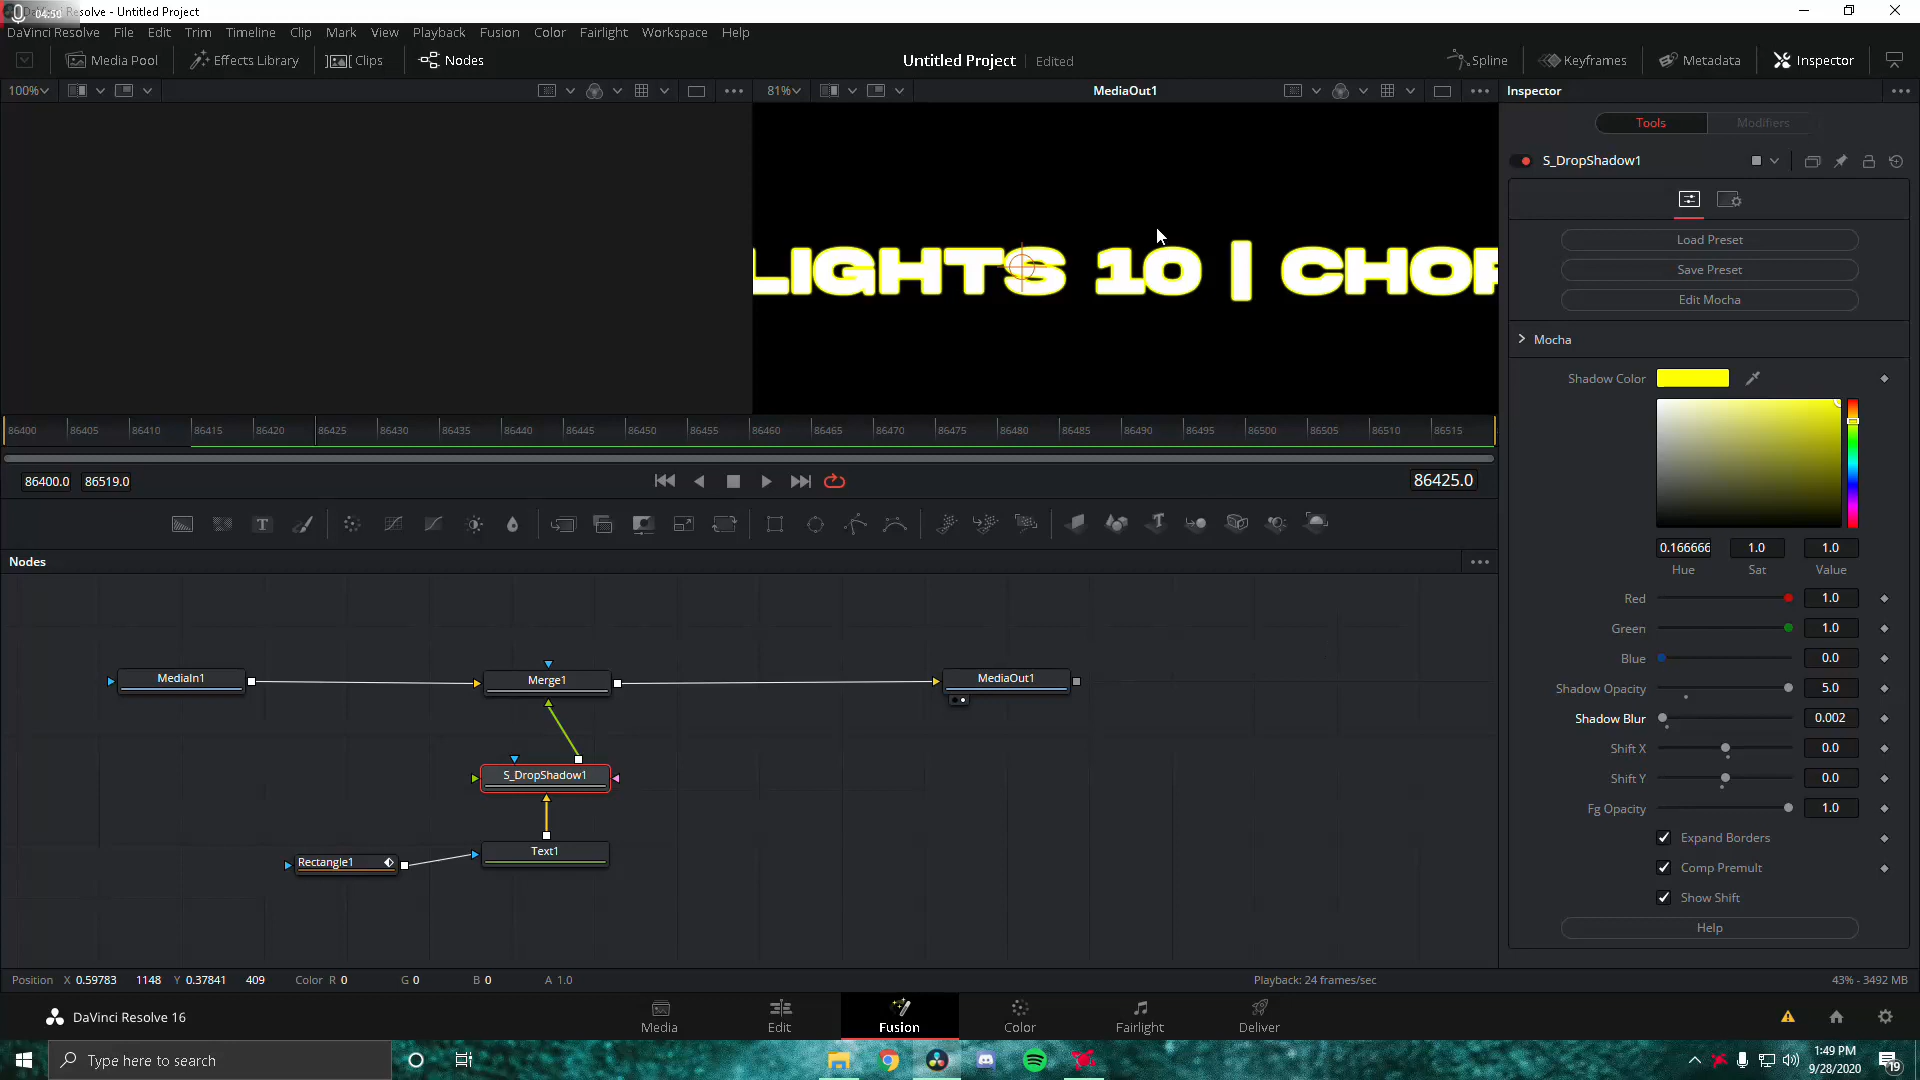 04:50
Resolve - Untitled Project
DaVinci Resolve File Edit Trim Timeline Clip Mark View Playback Fusion Color Fairlight Workspace Help
Media Pool Effects Library Clips Nodes Untitled Project Edited Spline Keyframes Metadata Inspector
100% 81% MediaOut1 Inspector
Tools Modifiers
S_DropShadow1
Load Preset
Save Preset
Edit Mocha
Mocha
LIGHTS 10 | CHOP
Shadow Color
86400 86405 86410 86415 86420 86425 86430 86435 86440 86445 86450 86455 86460 86465 86470 86475 86480 86485 86490 86495 86500 86505 86510 86515
86400.0 86519.0 86425.0
0.166666 1.0 1.0
Hue Sat Value
Nodes
Red 1.0
Green 1.0
Blue 0.0
Shadow Opacity 5.0
Shadow Blur 0.002
Shift X 0.0
Shift Y 0.0
Fg Opacity 1.0
Expand Borders
Comp Premult
Show Shift
Help
MediaIn1 Merge1 MediaOut1
S_DropShadow1
Rectangle1 Text1
Position X 0.59783 1148 Y 0.37841 409 Color R 0 G 0 B 0 A 1.0 Playback: 24 frames/sec 43% - 3492 MB
DaVinci Resolve 16 Media Edit Fusion Color Fairlight Deliver
Type here to search
1:49 PM
9/28/2020
19